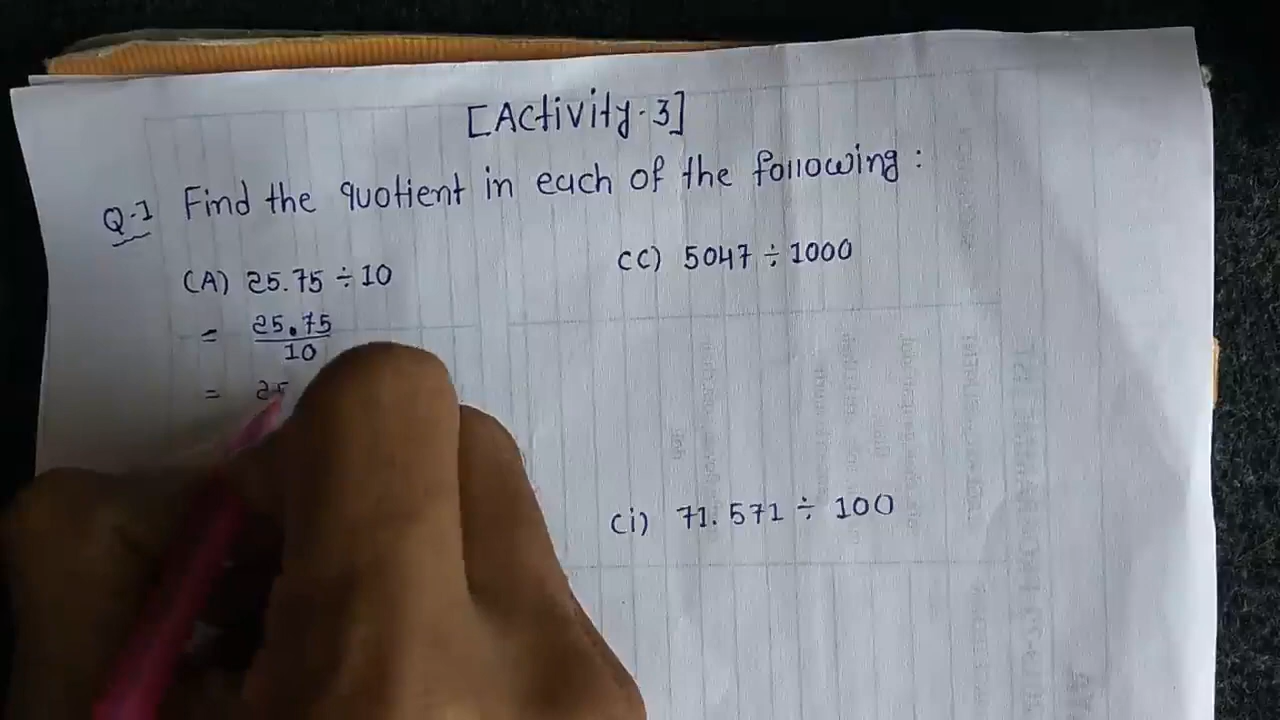 [Activity-3]
Q-1 Find the quotient in each of the following :
(A) 25.75 ÷ 10
= 25.75
10
= 25
(C) 5047 ÷ 1000
(i) 71.571 ÷ 100